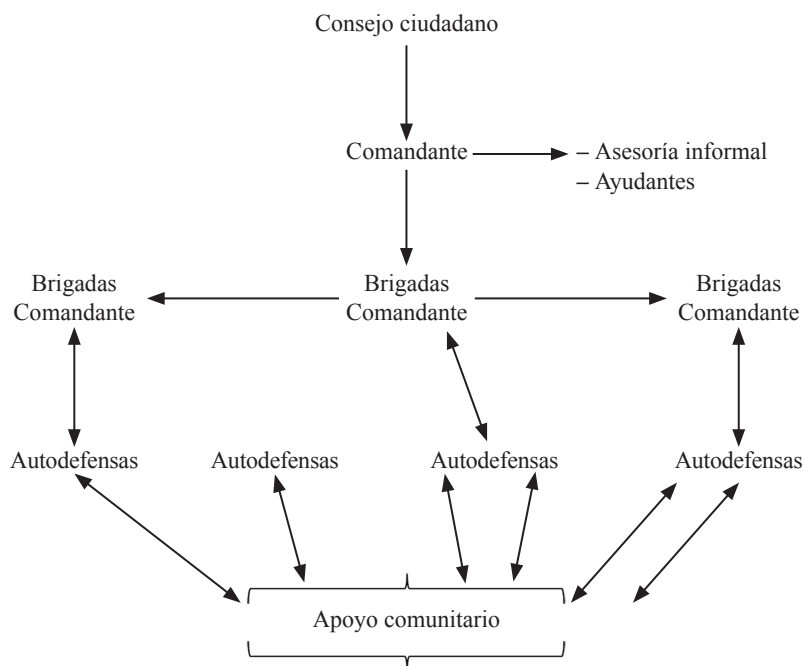 Consejo ciudadano
Comandante
– Asesoría informal
– Ayudantes
Brigadas
Comandante
Brigadas
Comandante
Brigadas
Comandante
Autodefensas
Autodefensas
Autodefensas
Autodefensas
Apoyo comunitario